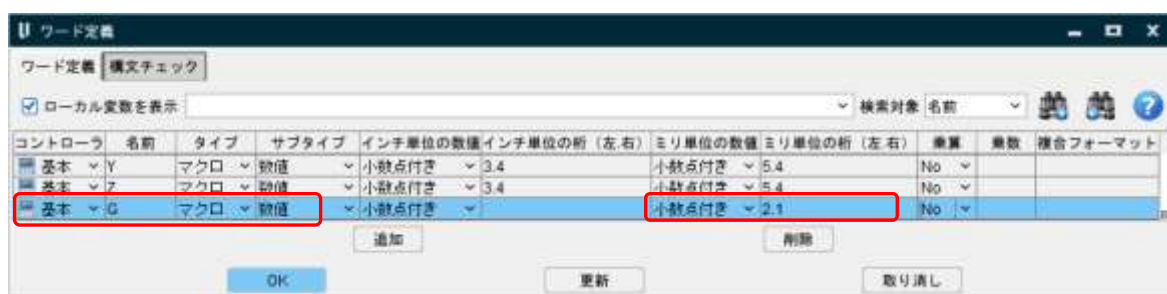 ワード定義
ワード定義 構文チェック
ローカル変数を表示 検索対象 名前
コントローラ 名前 タイプ サブタイプ インチ単位の数値 インチ単位の桁（左.右） ミリ単位の数値 ミリ単位の桁（左.右） 乗算 乗数 複合フォーマット
基本 Y マクロ 数値 小数点付き 3.4 小数点付き 5.4 No
基本 Z マクロ 数値 小数点付き 3.4 小数点付き 5.4 No
基本 G マクロ 数値 小数点付き 小数点付き 2.1 No
追加 削除
OK 更新 取り消し